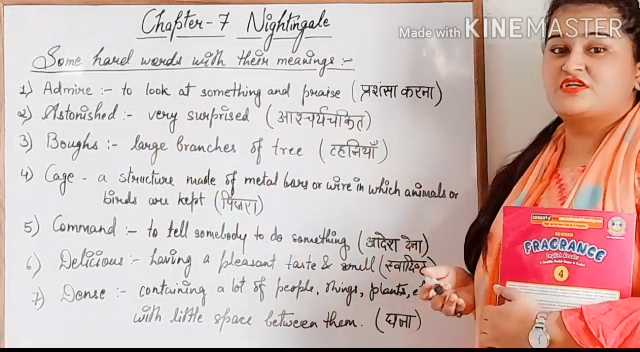 Chapter-7 Nightingale
Made with KINEMASTER
Some hard words with their meanings :-
1) Admire :- to look at something and praise (प्रशंसा करना)
2) Astonished :- very surprised (आश्चर्यचकित)
3) Boughs :- large branches of tree (टहनियाँ)
4) Cage - a structure made of metal bars or wire in which animals or
birds are kept (पिंजरा)
5) Command :- to tell somebody to do something (आदेश देना)
6) Delicious :- having a pleasant taste & smell (स्वादिष्ट)
7) Dense :- containing a lot of people, things, plants,
with little space between them. (घना)
FRAGRANCE
English Reader
4